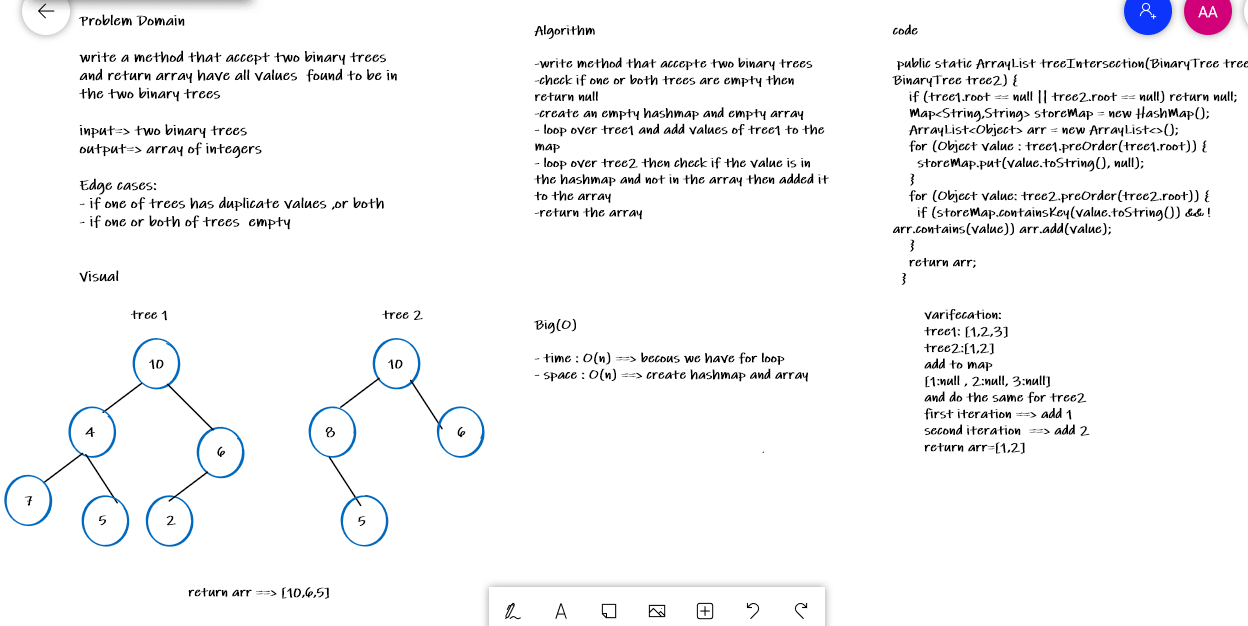 Problem Domain
write a method that accept two binary trees
and return array have all values found to be in
the two binary trees
input=> two binary trees
output=> array of integers
Edge cases:
- if one of trees has duplicate values ,or both
- if one or both of trees empty
Visual
tree 1
tree 2
10
4
6
7
5
2
10
8
6
5
return arr ==> [10,6,5]
Algorithm
-write method that accepte two binary trees
-check if one or both trees are empty then
return null
-create an empty hashmap and empty array
- loop over tree1 and add values of tree1 to the
map
- loop over tree2 then check if the value is in
the hashmap and not in the array then added it
to the array
-return the array
Big(O)
- time : O(n) ==> becous we have for loop
- space : O(n) ==> create hashmap and array
code
public static ArrayList treeIntersection(BinaryTree tree
BinaryTree tree2) {
if (tree1.root == null || tree2.root == null) return null;
Map<String,String> storeMap = new HashMap();
ArrayList<Object> arr = new ArrayList<>();
for (Object value : tree1.preOrder(tree1.root)) {
storeMap.put(value.toString(), null);
}
for (Object value: tree2.preOrder(tree2.root)) {
if (storeMap.containsKey(value.toString()) && !
arr.contains(value)) arr.add(value);
}
return arr;
}
varifecation:
tree1: [1,2,3]
tree2:[1,2]
add to map
[1:null , 2:null, 3:null]
and do the same for tree2
first iteration ==> add 1
second iteration ==> add 2
return arr=[1,2]
AA
A